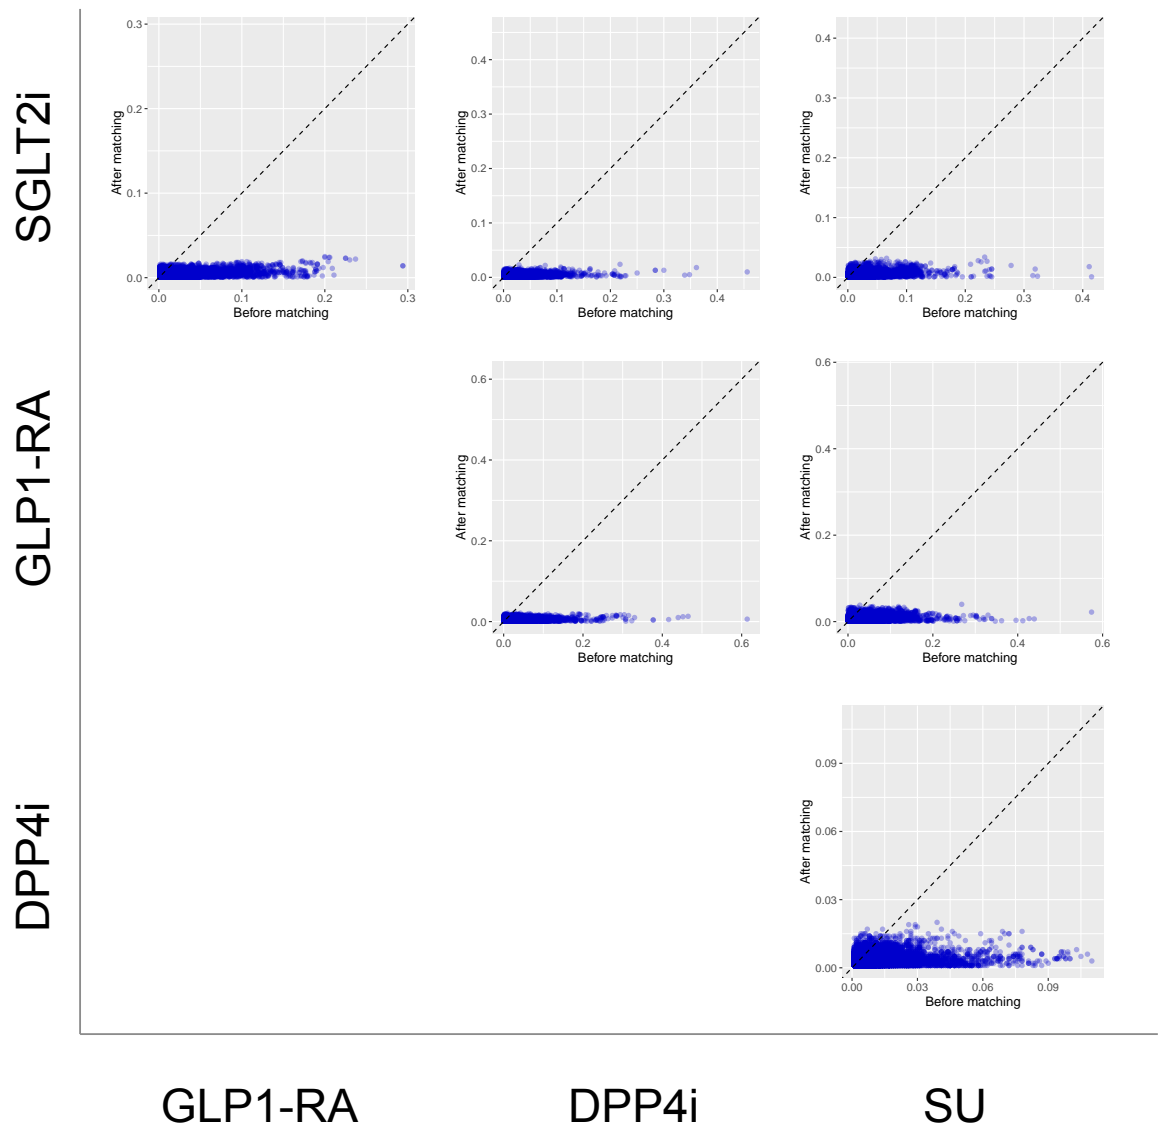 SGLT2i
After matching
0.3
0.2
0.1
0.0
0.0 0.1 0.2 0.3
Before matching
After matching
0.4
0.3
0.2
0.1
0.0
0.0 0.1 0.2 0.3 0.4
Before matching
After matching
0.4
0.3
0.2
0.1
0.0
0.0 0.1 0.2 0.3 0.4
Before matching
GLP1-RA
After matching
0.6
0.4
0.2
0.0
0.0 0.2 0.4 0.6
Before matching
After matching
0.6
0.4
0.2
0.0
0.0 0.2 0.4 0.6
Before matching
DPP4i
After matching
0.09
0.06
0.03
0.00
0.00 0.03 0.06 0.09
Before matching
GLP1-RA DPP4i SU